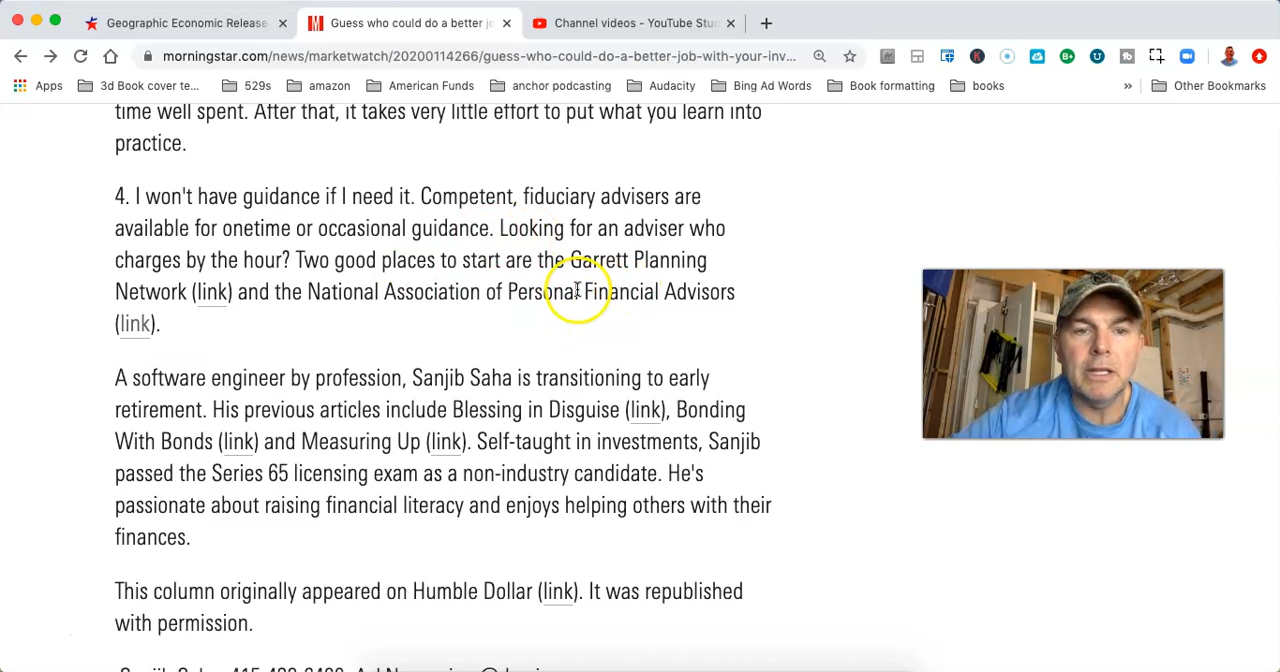 Geographic Economic Release
Guess who could do a better jo
Channel videos - YouTube Stu
morningstar.com/news/marketwatch/20200114266/guess-who-could-do-a-better-job-with-your-inv...
Apps 3d Book cover te... 529s amazon American Funds anchor podcasting Audacity Bing Ad Words Book formatting books » Other Bookmarks
time well spent. After that, it takes very little effort to put what you learn into
practice.
4. I won't have guidance if I need it. Competent, fiduciary advisers are
available for onetime or occasional guidance. Looking for an adviser who
charges by the hour? Two good places to start are the Garrett Planning
Network (link) and the National Association of Personal Financial Advisors
(link).
A software engineer by profession, Sanjib Saha is transitioning to early
retirement. His previous articles include Blessing in Disguise (link), Bonding
With Bonds (link) and Measuring Up (link). Self-taught in investments, Sanjib
passed the Series 65 licensing exam as a non-industry candidate. He's
passionate about raising financial literacy and enjoys helping others with their
finances.
This column originally appeared on Humble Dollar (link). It was republished
with permission.